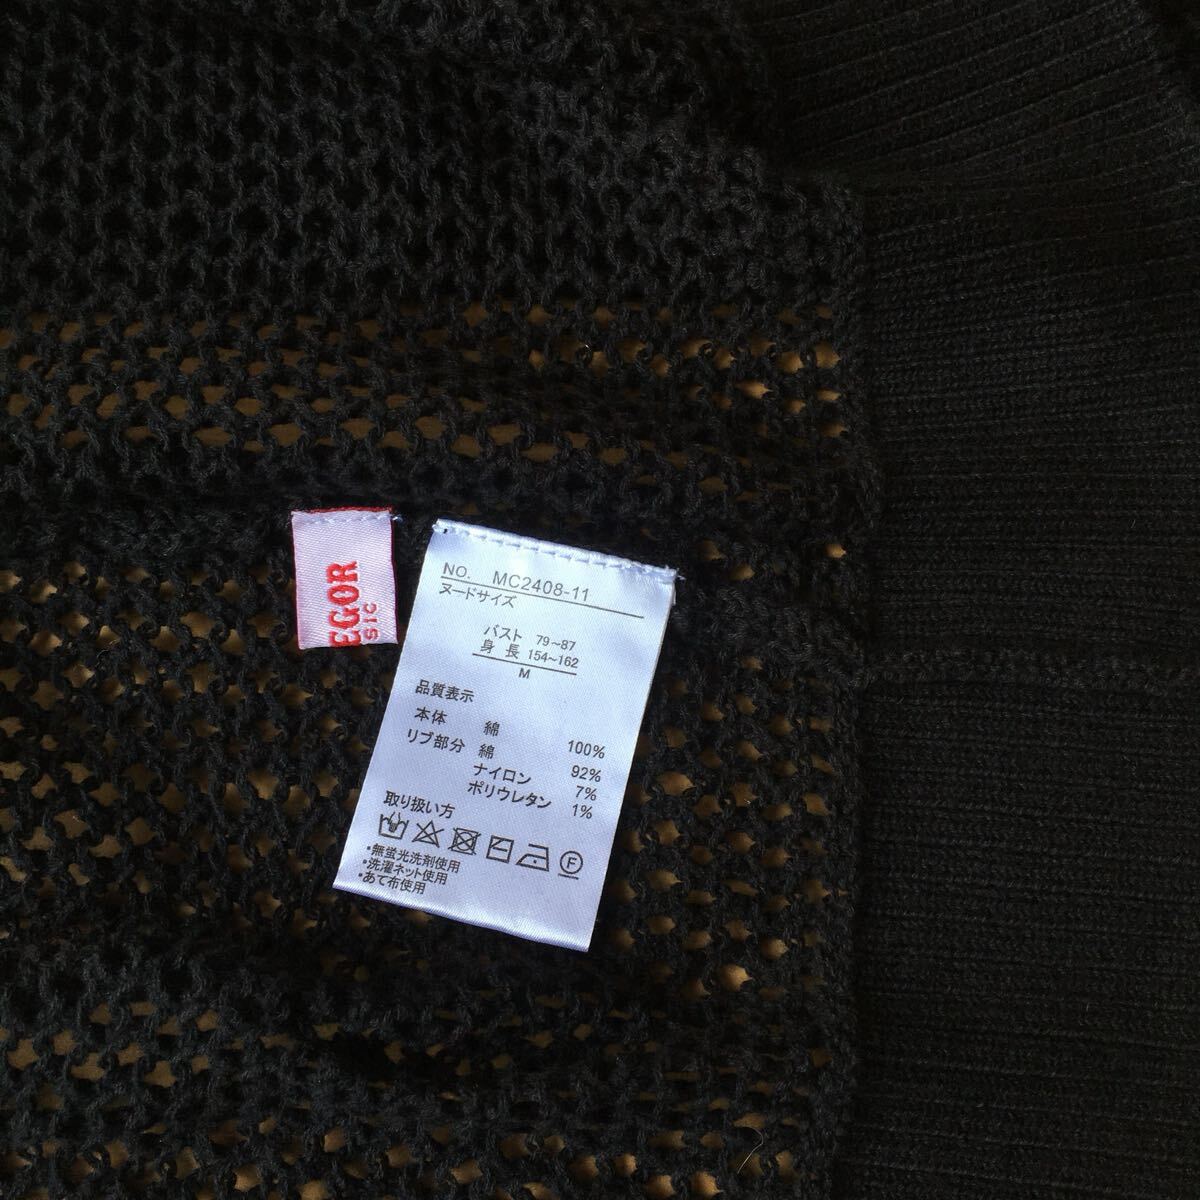 EGOR
SIC
NO. MC2408-11
ヌードサイズ
バスト 79~87
身長 154~162
M
品質表示
本体 綿 100%
リブ部分 綿 92%
ナイロン 7%
ポリウレタン 1%
取り扱い方
F
・無蛍光洗剤使用
・洗濯ネット使用
・あて布使用